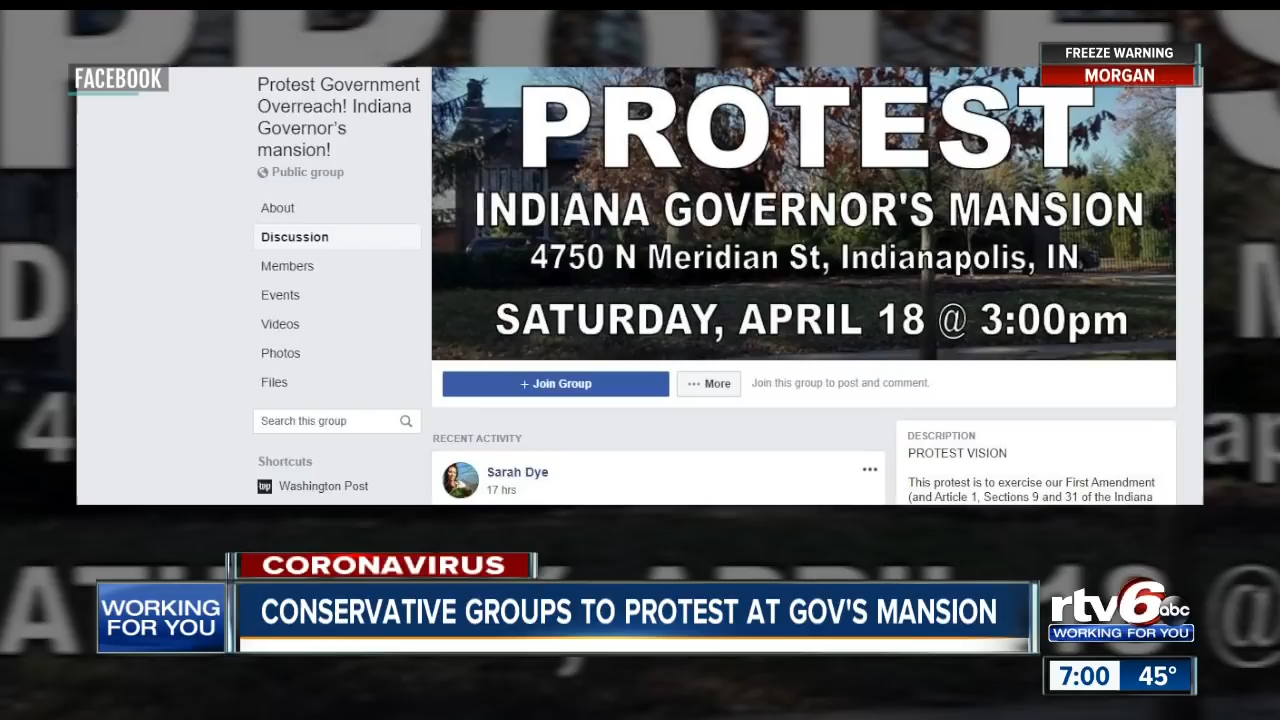 FREEZE WARNING
MORGAN
FACEBOOK
Protest Government
Overreach! Indiana
Governor's
mansion!
Public group
About
Discussion
Members
Events
Videos
Photos
Files
Search this group
Shortcuts
wp Washington Post
PROTEST
INDIANA GOVERNOR'S MANSION
4750 N Meridian St, Indianapolis, IN
SATURDAY, APRIL 18 @ 3:00pm
+ Join Group
••• More
Join this group to post and comment.
RECENT ACTIVITY
Sarah Dye
17 hrs
DESCRIPTION
PROTEST VISION
This protest is to exercise our First Amendment
(and Article 1, Sections 9 and 31 of the Indiana
CORONAVIRUS
WORKING
FOR YOU
CONSERVATIVE GROUPS TO PROTEST AT GOV'S MANSION
rtv6 abc
WORKING FOR YOU
7:00 45°